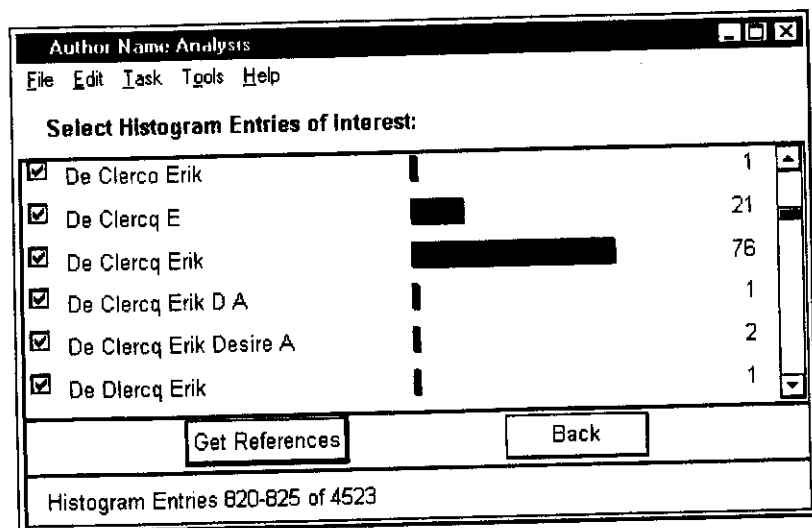 Author Name Analysis
File Edit Task Tools Help
Select Histogram Entries of interest:
De Clerco Erik 1
De Clercq E 21
De Clercq Erik 76
De Clercq Erik D A 1
De Clercq Erik Desire A 2
De Dlercq Erik 1
Get References Back
Histogram Entries 820-825 of 4523